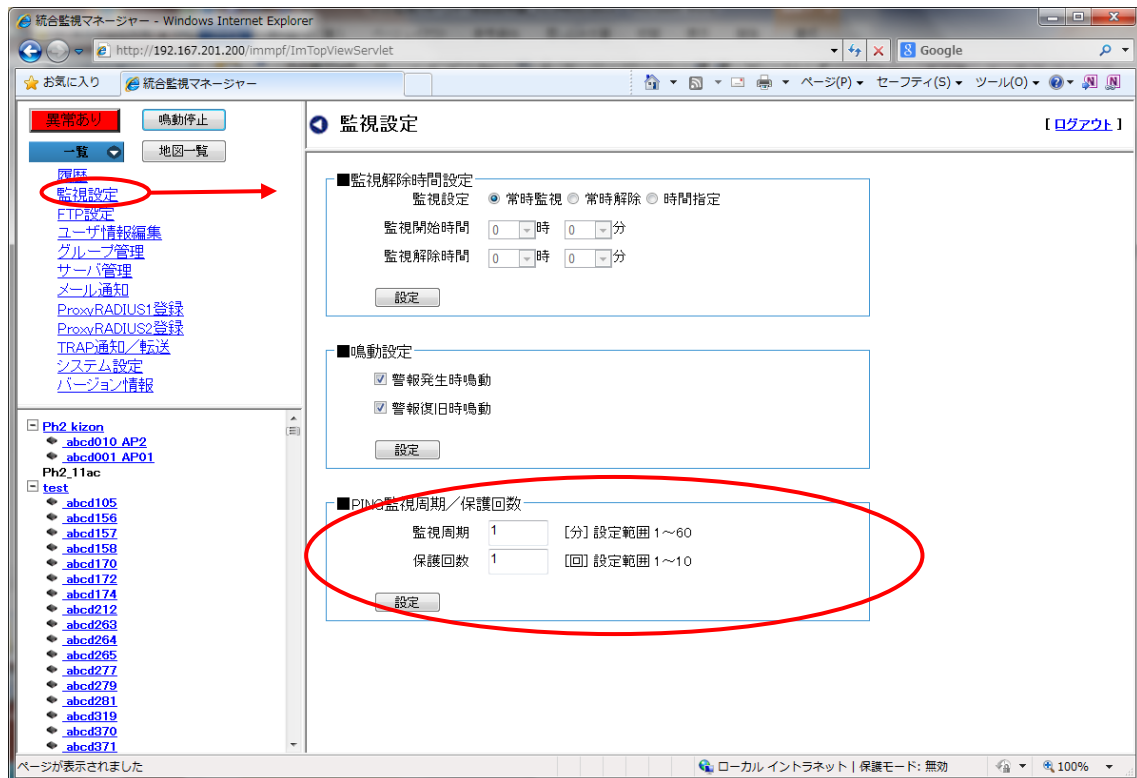 統合監視マネージャー - Windows Internet Explorer
http://192.167.201.200/immpf/ImTopViewServlet
Google
お気に入り
統合監視マネージャー
ページ(P)
セーフティ(S)
ツール(O)
異常あり
鳴動停止
一覧
地図一覧
履歴
監視設定
FTP設定
ユーザ情報編集
グループ管理
サーバ管理
メール通知
ProxyRADIUS1登録
ProxyRADIUS2登録
TRAP通知／転送
システム設定
バージョン情報
Ph2 kizon
abcd010 AP2
abcd001 AP01
Ph2_11ac
test
abcd105
abcd156
abcd157
abcd158
abcd170
abcd172
abcd174
abcd212
abcd263
abcd264
abcd265
abcd277
abcd279
abcd281
abcd319
abcd370
abcd371
監視設定
[ ログアウト ]
■監視解除時間設定
監視設定 常時監視 常時解除 時間指定
監視開始時間 0 時 0 分
監視解除時間 0 時 0 分
設定
■鳴動設定
警報発生時鳴動
警報復旧時鳴動
設定
■PING監視周期／保護回数
監視周期 1 [分] 設定範囲 1～60
保護回数 1 [回] 設定範囲 1～10
設定
ページが表示されました
ローカル イントラネット | 保護モード: 無効
100%